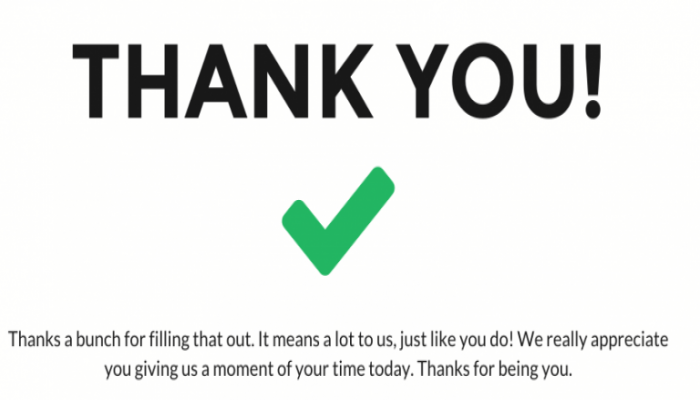 THANK YOU!
Thanks a bunch for filling that out. It means a lot to us, just like you do! We really appreciate
you giving us a moment of your time today. Thanks for being you.